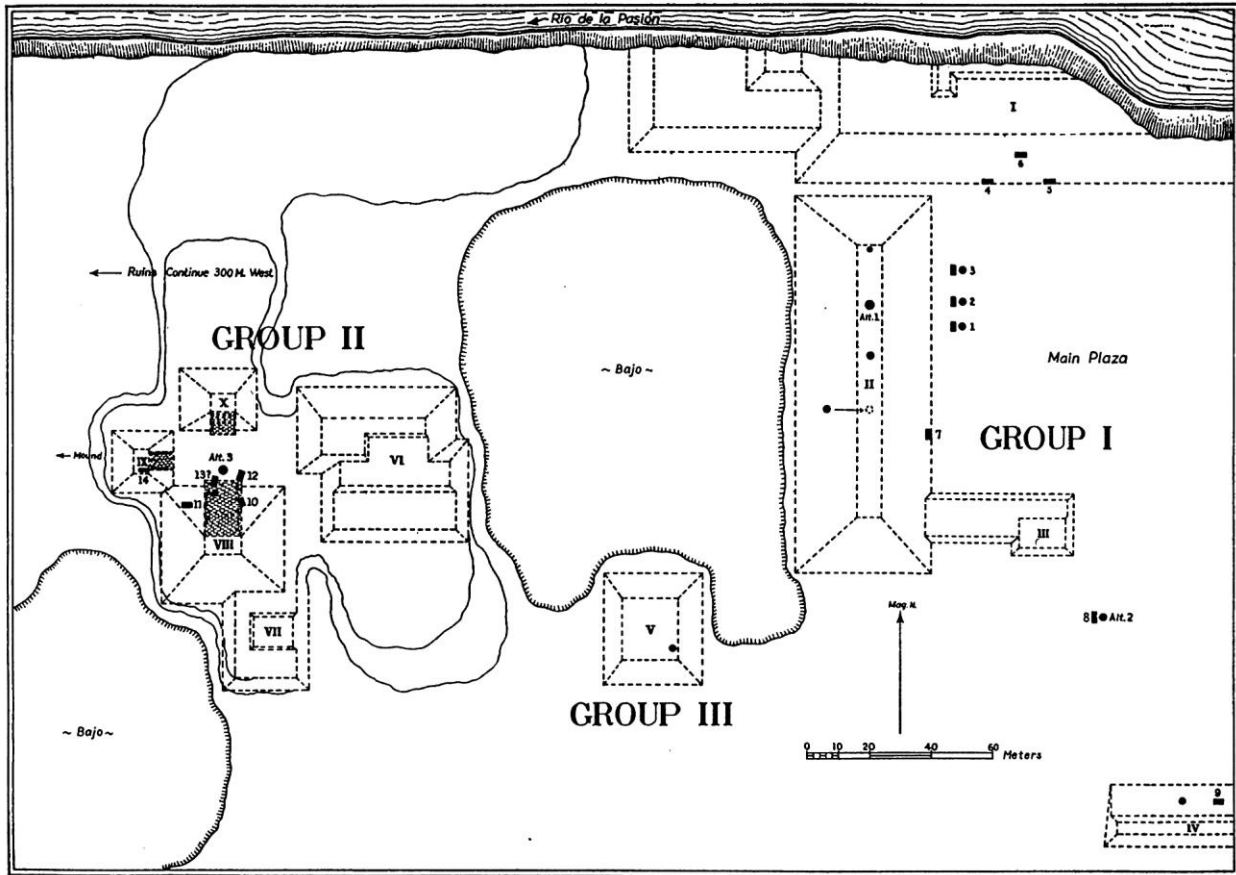 ← Río de la Pasión
I
6
4
5
← Ruins Continue 300 M. West.
3
2
1
Alt.1
II
Main Plaza
GROUP II
~ Bajo ~
X
7
GROUP I
← Mound
IX
14
Alt. 3
13?
12
11
10
VIII
VI
III
VII
V
Mag. N.
8
Alt. 2
GROUP III
~ Bajo ~
0 20 40 60
Meters
9
IV